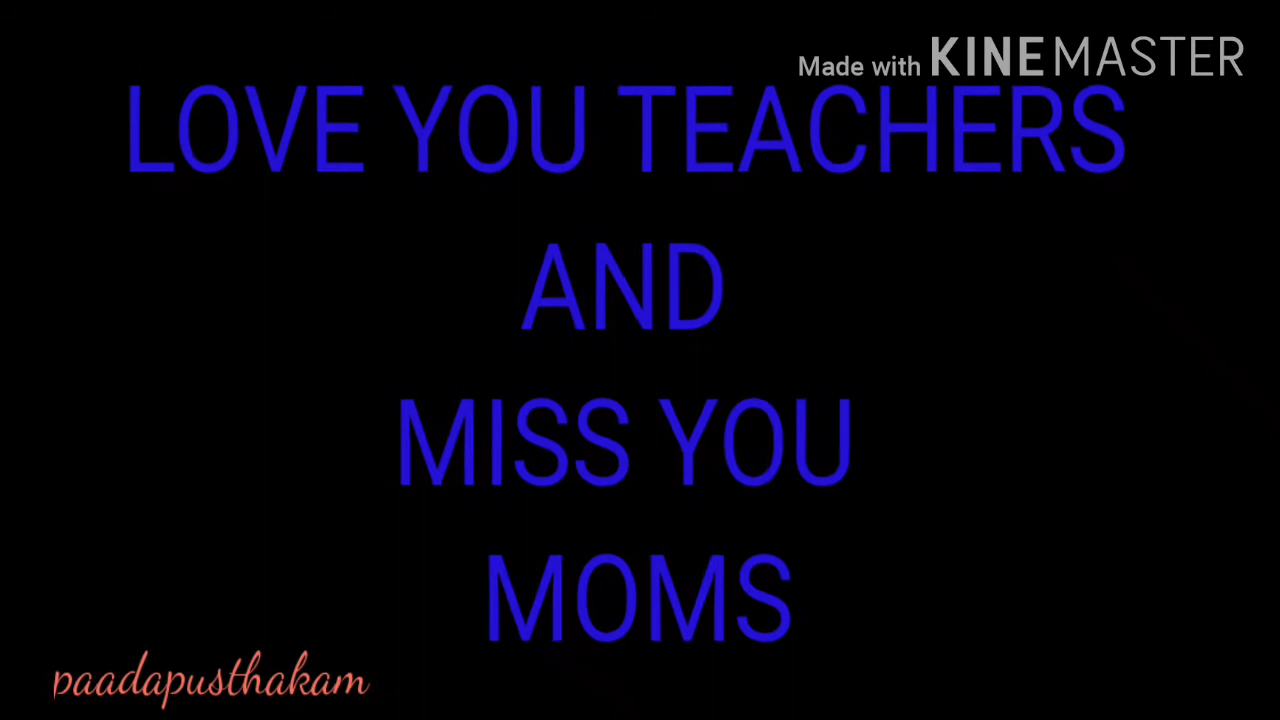 Made with KINEMASTER
LOVE YOU TEACHERS
AND
MISS YOU
MOMS
paadapusthakam